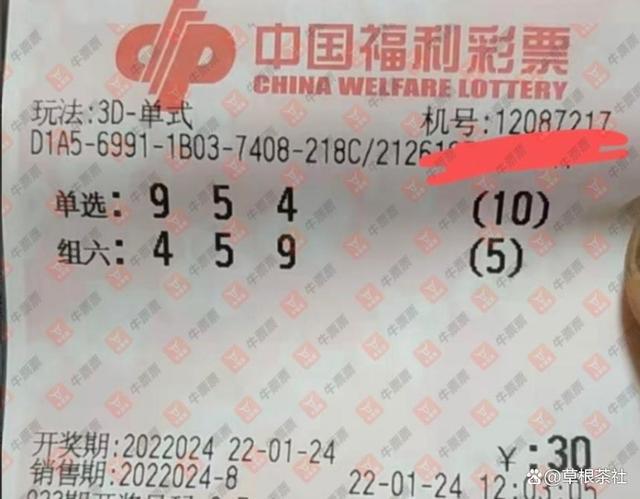 中国福利彩票
CHINA WELFARE LOTTERY
玩法:3D-单式 机号:12087217
D1A5-6991-1B03-7408-218C/2126
单选: 9 5 4 (10)
组六: 4 5 9 (5)
开奖期:2022024 22-01-24 ¥:30
销售期:2022024-8 22-01-24 12:0
牛票票
@草根茶社